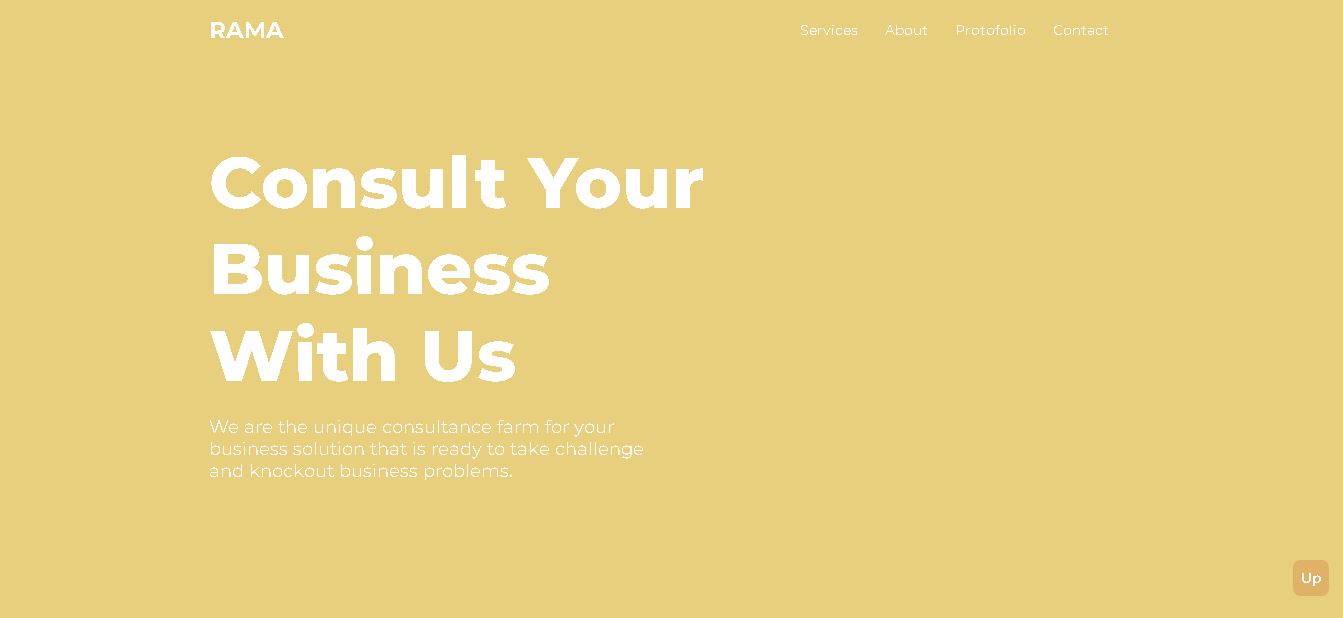 RAMA
Services About Protofolio Contact
Consult Your
Business
With Us
We are the unique consultance farm for your
business solution that is ready to take challenge
and knockout business problems.
Up